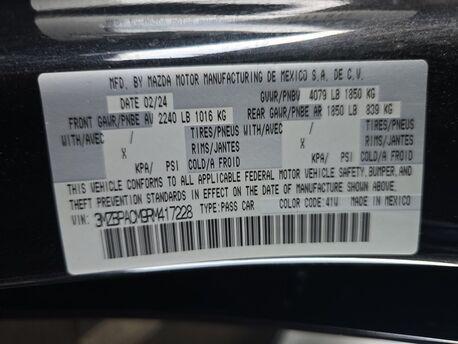 MFD. BY MAZDA MOTOR MANUFACTURING DE MEXICO S.A. DE C.V.
DATE 02/24 GVWR/PNBV 4079 LB 1850 KG
FRONT GAWR/PNBE AV 2240 LB 1016 KG REAR GAWR/PNBE AR 1850 LB 839 KG
WITH/AVEC / TIRES/PNEUS WITH/AVEC / TIRES/PNEUS
X RIMS/JANTES X RIMS/JANTES
KPA/ PSI COLD/A FROID KPA/ PSI COLD/A FROID
THIS VEHICLE CONFORMS TO ALL APPLICABLE FEDERAL MOTOR VEHICLE SAFETY, BUMPER, AND
THEFT PREVENTION STANDARDS IN EFFECT ON THE DATE OF MANUFACTURE SHOWN ABOVE.
VIN: TYPE: PASS CAR COLOR CODE: 41W MADE IN MEXICO